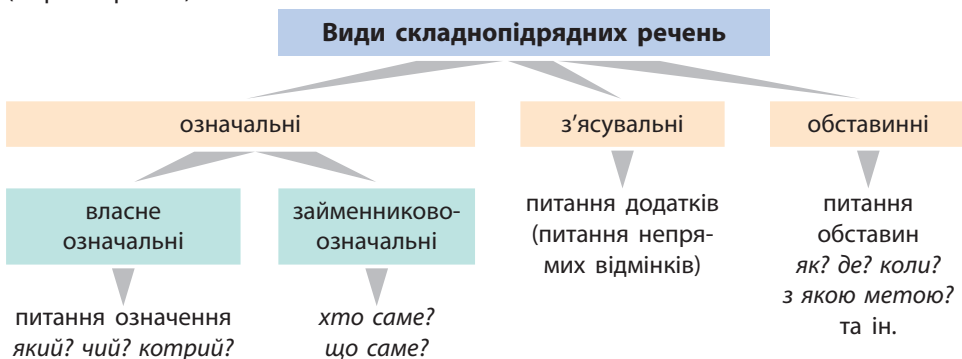 Види складнопідрядних речень
означальні
з'ясувальні
обставинні
власне
означальні
займенниково-
означальні
питання додатків
(питання непря-
мих відмінків)
питання
обставин
як? де? коли?
з якою метою?
та ін.
питання означення
який? чий? котрий?
хто саме?
що саме?